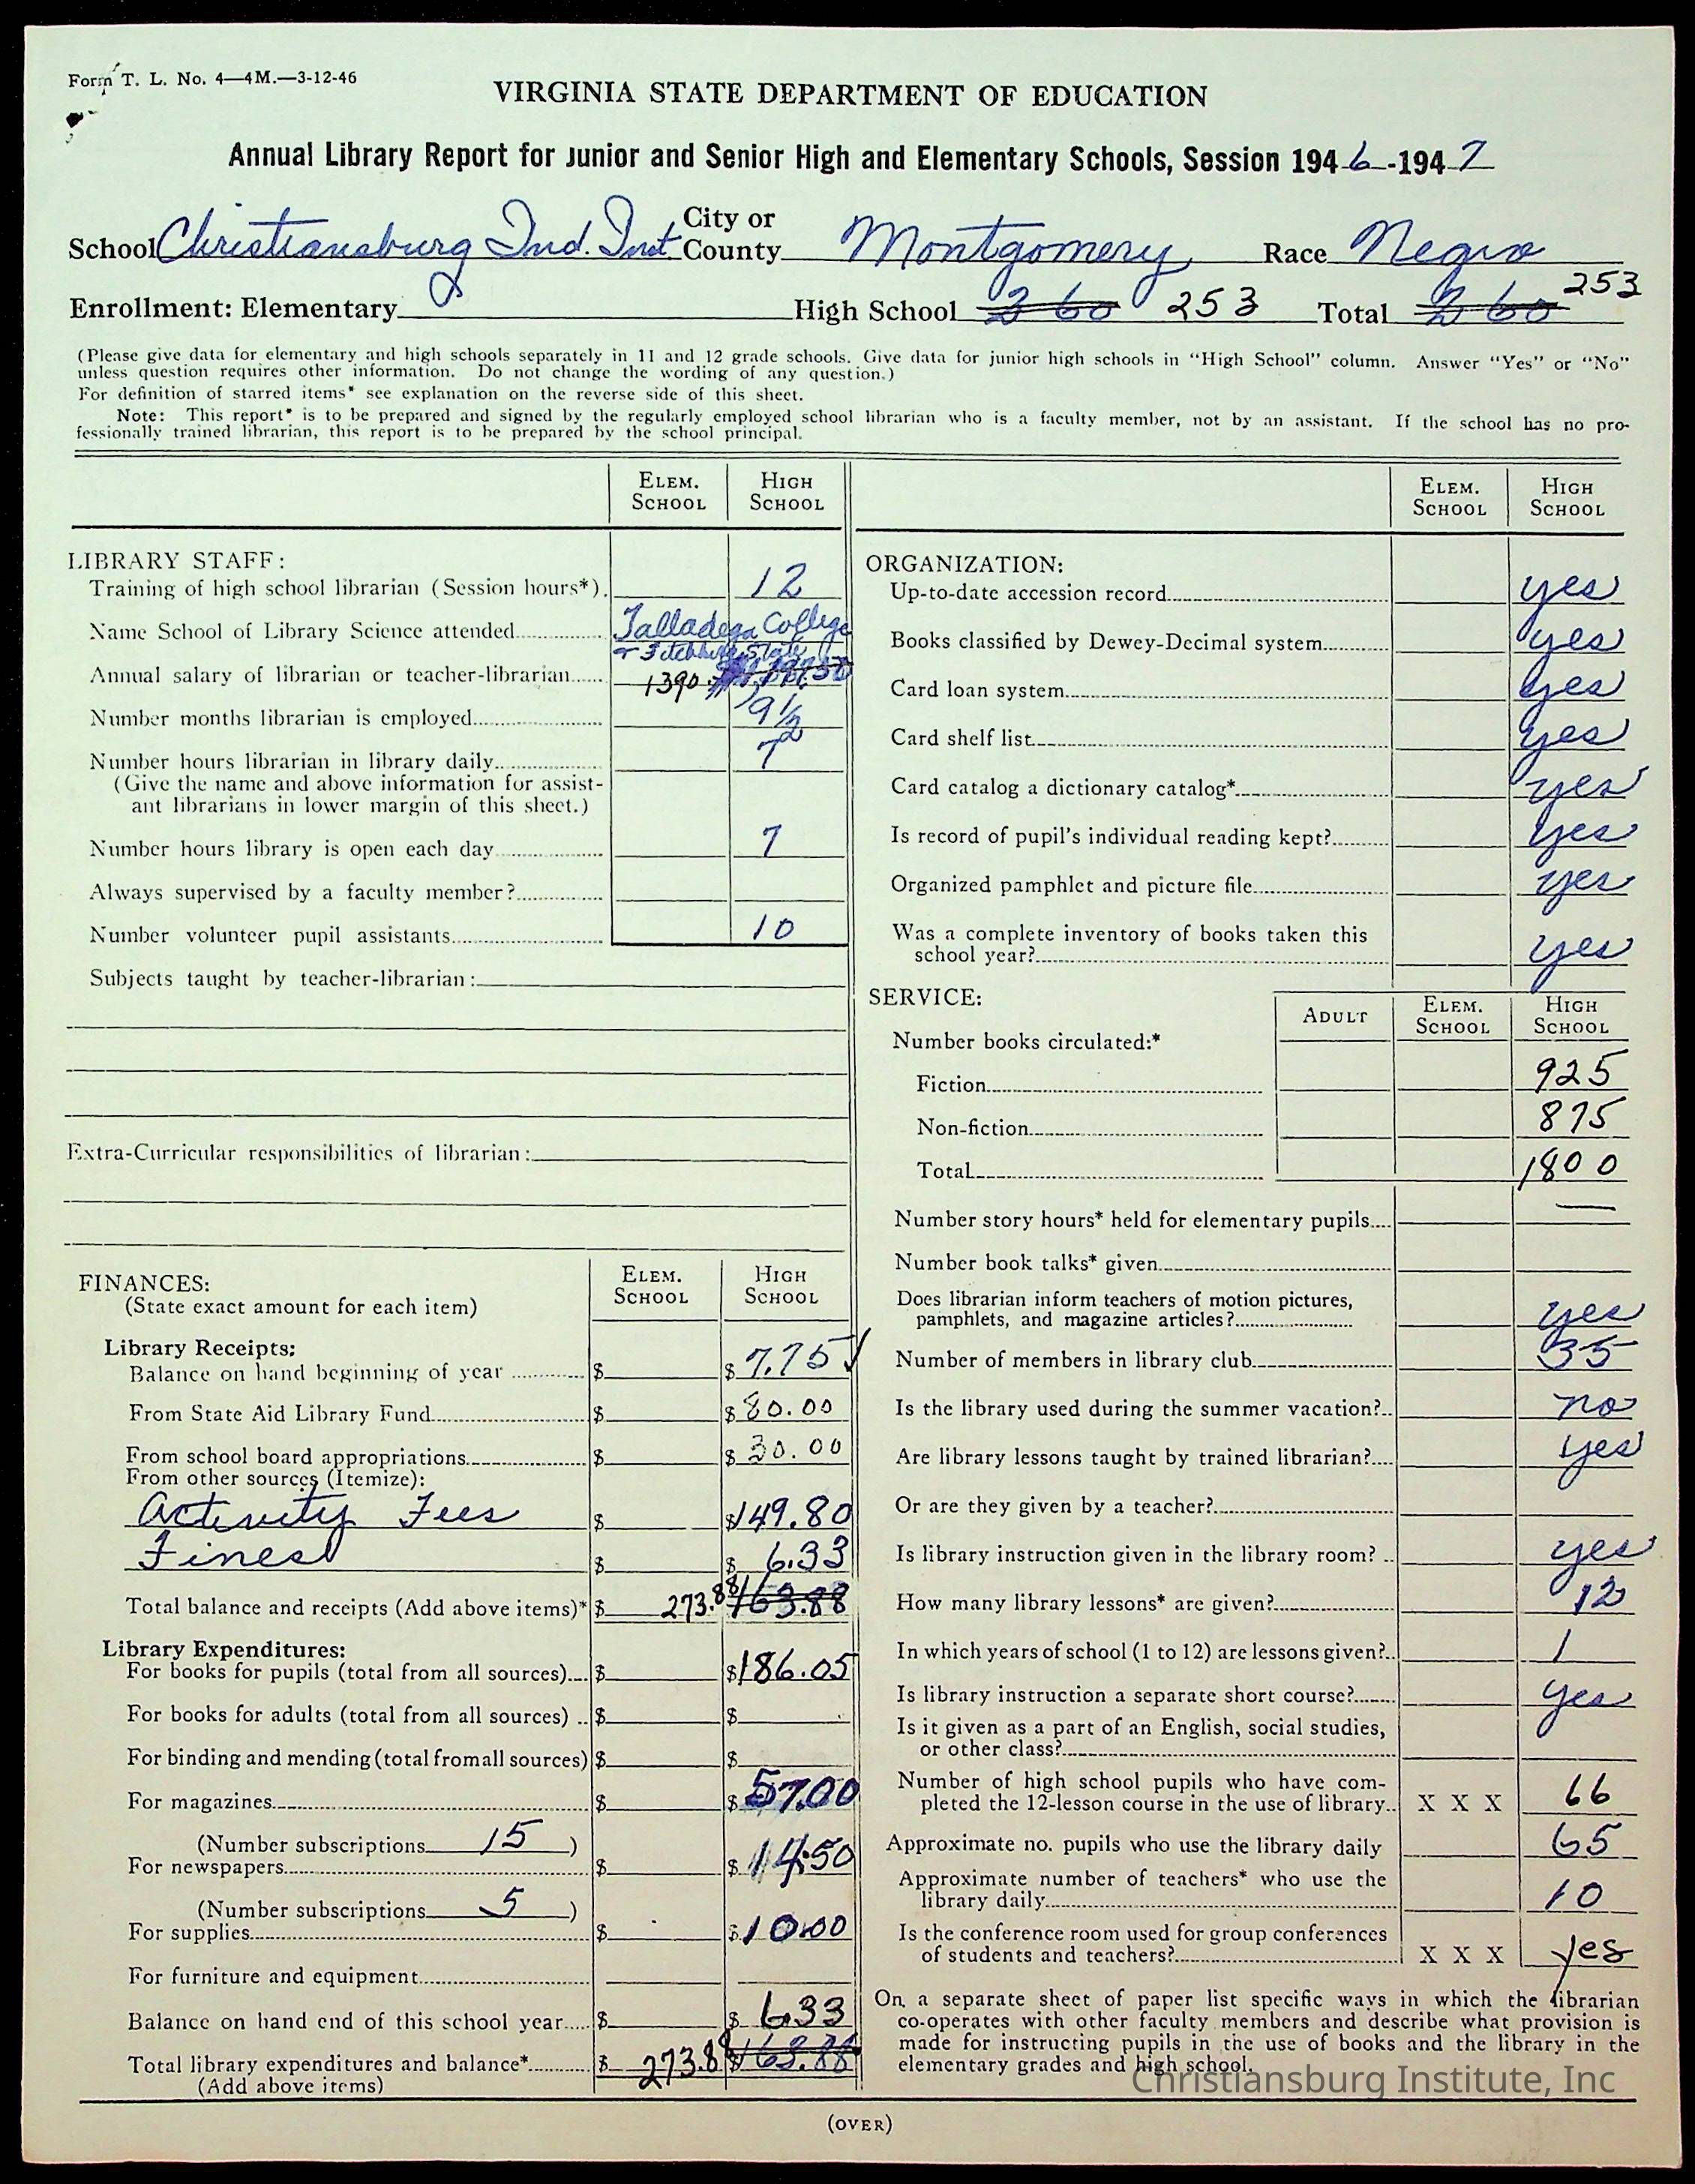 Form T. L. No. 4—4M.—3-12-46
VIRGINIA STATE DEPARTMENT OF EDUCATION
Annual Library Report for Junior and Senior High and Elementary Schools, Session 1946-1947
School Christiansburg Ind. Inst. City or County Montgomery Race Negro
Enrollment: Elementary High School 260 253 Total 260 253
(Please give data for elementary and high schools separately in 11 and 12 grade schools. Give data for junior high schools in "High School" column. Answer "Yes" or "No"
unless question requires other information. Do not change the wording of any question.)
For definition of starred items* see explanation on the reverse side of this sheet.
Note: This report* is to be prepared and signed by the regularly employed school librarian who is a faculty member, not by an assistant. If the school has no pro-
fessionally trained librarian, this report is to be prepared by the school principal.
ELEM. SCHOOL HIGH SCHOOL
LIBRARY STAFF:
Training of high school librarian (Session hours*). 12
Name School of Library Science attended Talladega College
+ Fitchburg State
Annual salary of librarian or teacher-librarian 1390.
Number months librarian is employed 9½
Number hours librarian in library daily 7
(Give the name and above information for assist-
ant librarians in lower margin of this sheet.)
Number hours library is open each day 7
Always supervised by a faculty member?
Number volunteer pupil assistants 10
Subjects taught by teacher-librarian:
Extra-Curricular responsibilities of librarian:
FINANCES: ELEM. SCHOOL HIGH SCHOOL
(State exact amount for each item)
Library Receipts:
Balance on hand beginning of year $ $ 7.75 ✓
From State Aid Library Fund $ $ 80.00
From school board appropriations $ $ 30.00
From other sources (Itemize):
Activity Fees $ $149.80
Fines $ $ 6.33
Total balance and receipts (Add above items)* $ 273.88 163.88
Library Expenditures:
For books for pupils (total from all sources) $ $186.05
For books for adults (total from all sources) $ $
For binding and mending (total from all sources) $ $
For magazines $ $ 57.00
(Number subscriptions 15 )
For newspapers $ $ 14.50
(Number subscriptions 5 )
For supplies $ $ 10.00
For furniture and equipment
Balance on hand end of this school year $ $ 6.33
Total library expenditures and balance* $ 273.88 $163.88
(Add above items)
ELEM. SCHOOL HIGH SCHOOL
ORGANIZATION:
Up-to-date accession record yes
Books classified by Dewey-Decimal system yes
Card loan system yes
Card shelf list yes
Card catalog a dictionary catalog* yes
Is record of pupil's individual reading kept? yes
Organized pamphlet and picture file yes
Was a complete inventory of books taken this
school year? yes
SERVICE: ADULT ELEM. SCHOOL HIGH SCHOOL
Number books circulated:*
Fiction 925
Non-fiction 875
Total 1800
Number story hours* held for elementary pupils —
Number book talks* given
Does librarian inform teachers of motion pictures,
pamphlets, and magazine articles? yes
Number of members in library club 35
Is the library used during the summer vacation? no
Are library lessons taught by trained librarian? yes
Or are they given by a teacher?
Is library instruction given in the library room? yes
How many library lessons* are given? 12
In which years of school (1 to 12) are lessons given? 1
Is library instruction a separate short course? yes
Is it given as a part of an English, social studies,
or other class?
Number of high school pupils who have com-
pleted the 12-lesson course in the use of library X X X 66
Approximate no. pupils who use the library daily 65
Approximate number of teachers* who use the
library daily 10
Is the conference room used for group conferences
of students and teachers? X X X yes
On a separate sheet of paper list specific ways in which the librarian
co-operates with other faculty members and describe what provision is
made for instructing pupils in the use of books and the library in the
elementary grades and high school.
Christiansburg Institute, Inc
(OVER)